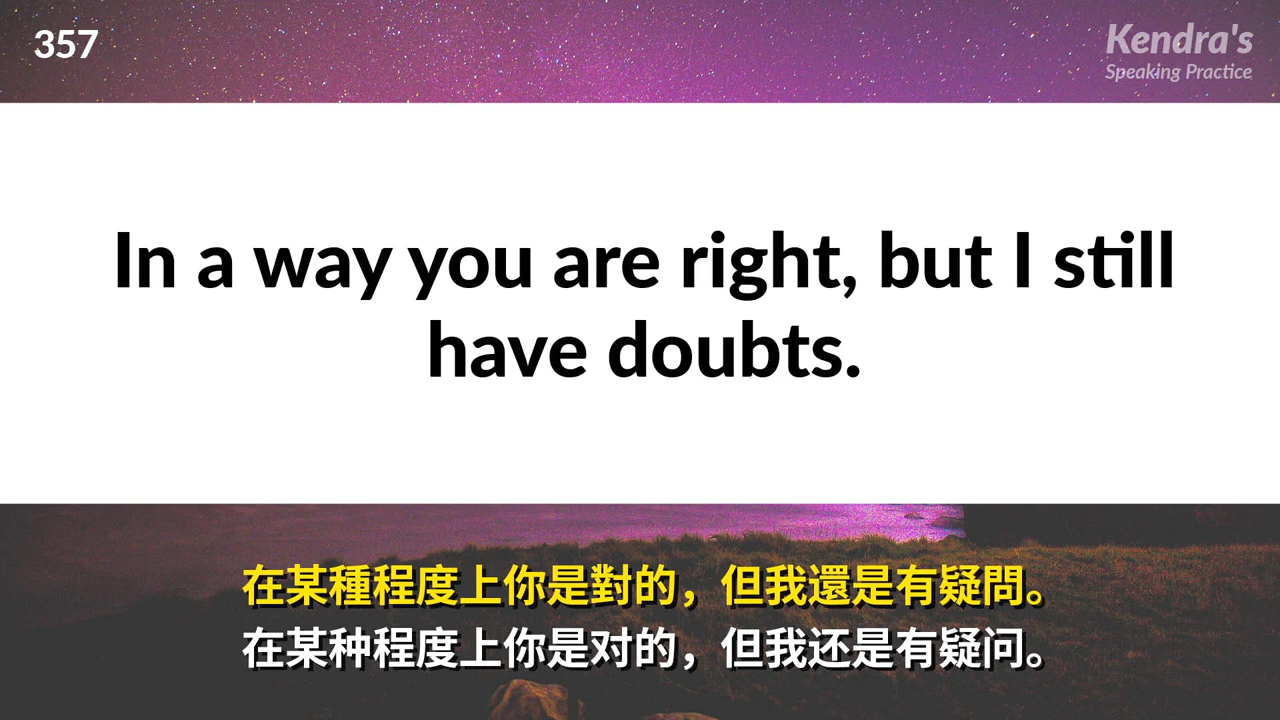 357
Kendra's
Speaking Practice
In a way you are right, but I still
have doubts.
在某種程度上你是對的，但我還是有疑問。
在某种程度上你是对的，但我还是有疑问。